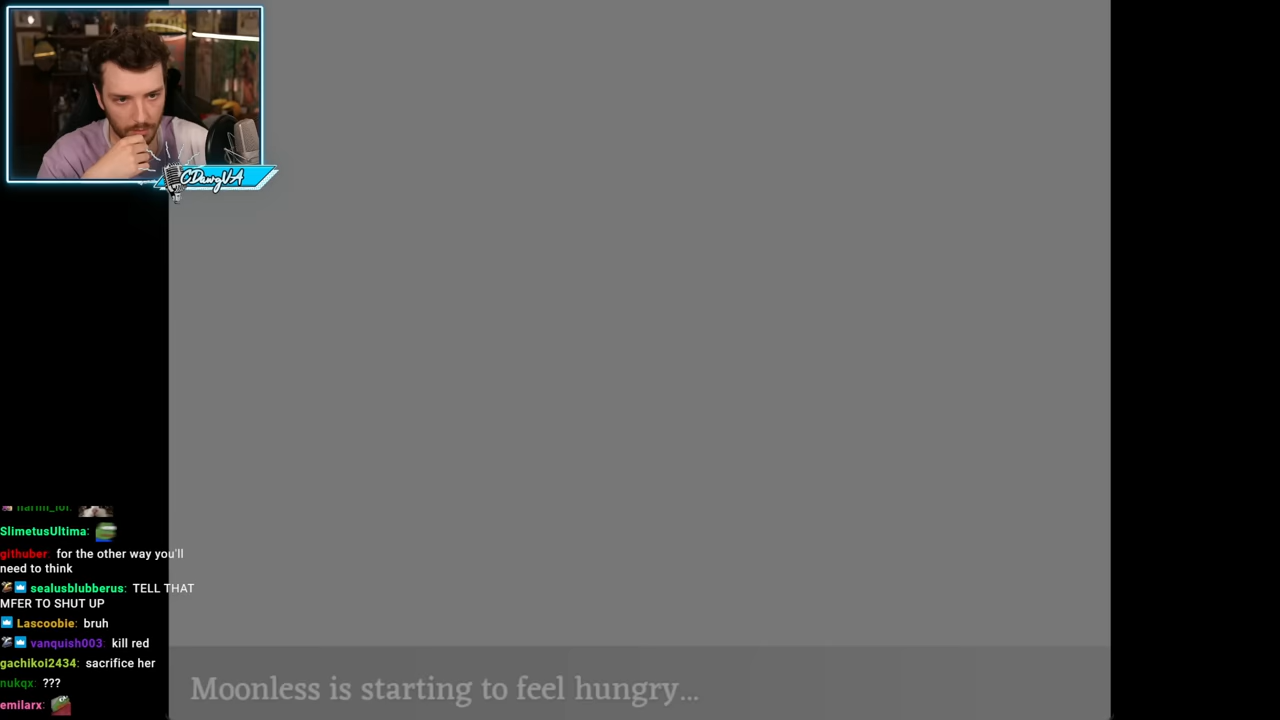 CDawgVA
SlimetusUltima:
githuber: for the other way you'll
need to think
sealusblubberus: TELL THAT
MFER TO SHUT UP
Lascoobie: bruh
vanquish003: kill red
gachikoi2434: sacrifice her
nukqx: ???
emilarx:
Moonless is starting to feel hungry...